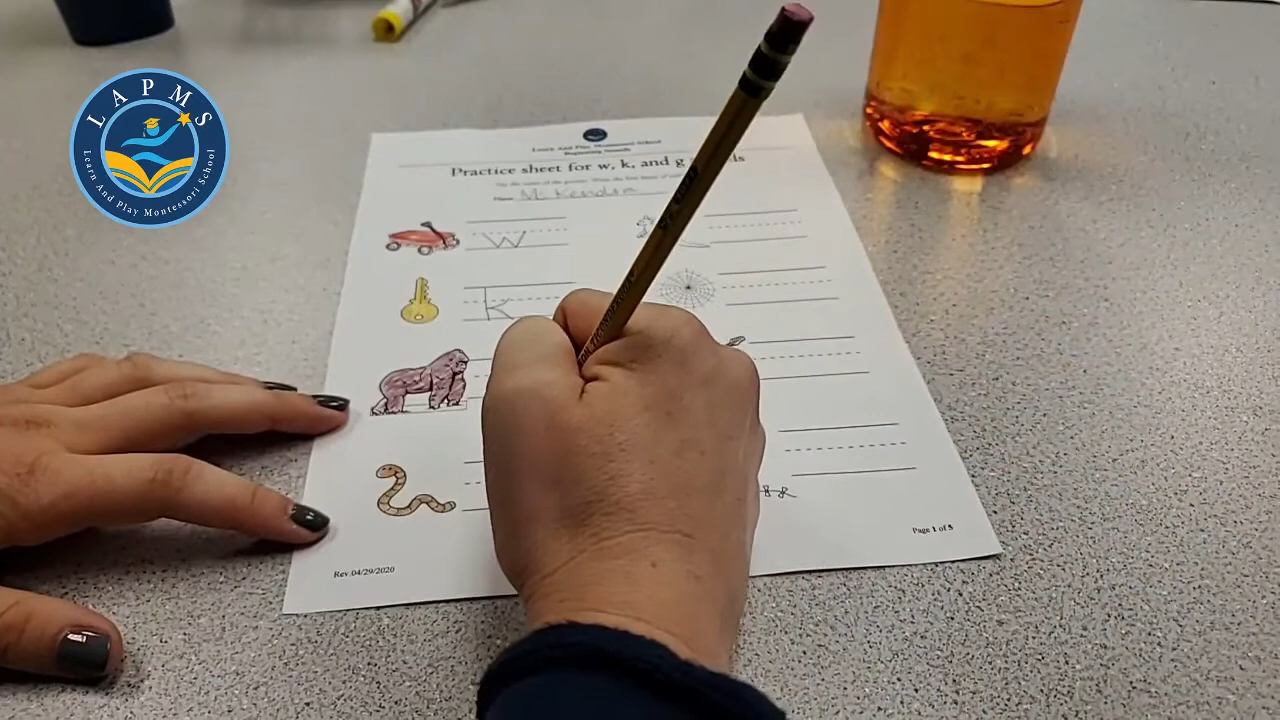 LAPMS
Learn And Play Montessori School
Learn And Play Montessori School
Beginning Sounds
Practice sheet for w, k, and g
Name
W
K
Page 1 of 5
Rev.04/29/2020